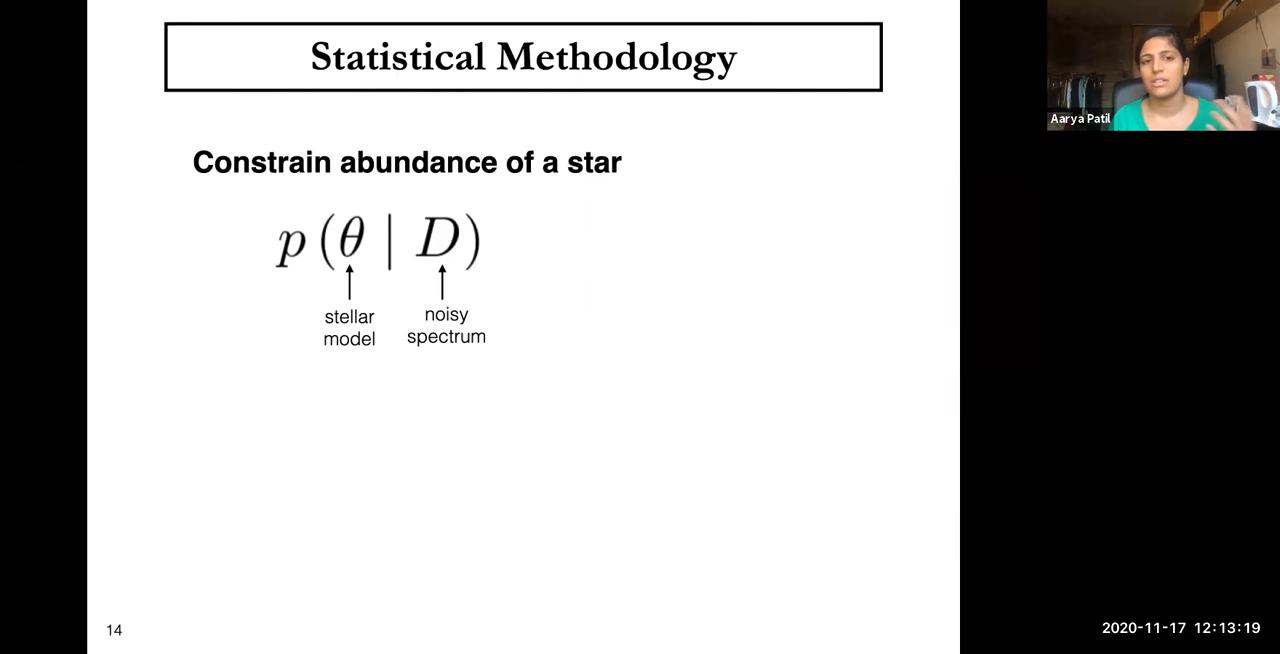 Statistical Methodology
Aarya Patil
Constrain abundance of a star
p (θ | D)
stellar
model
noisy
spectrum
14
2020-11-17 12:13:19